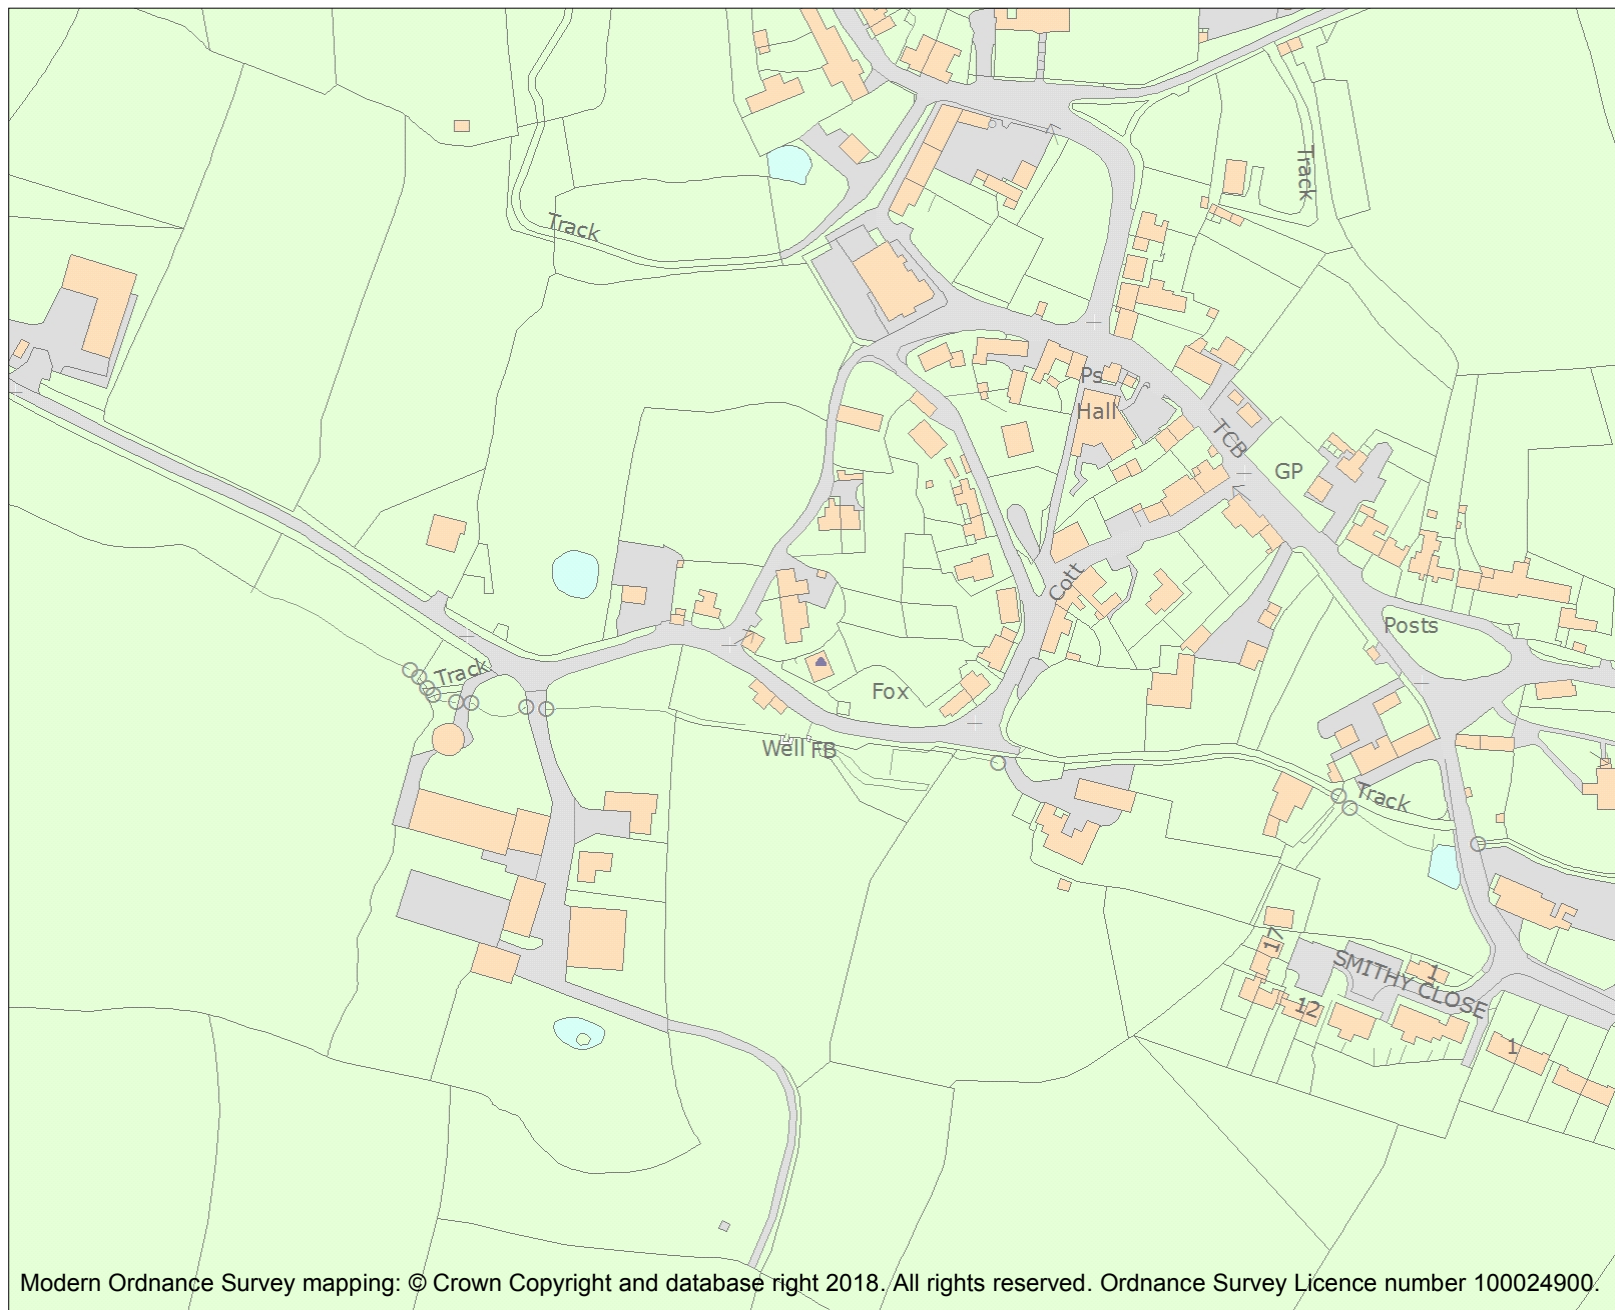 Track
Track
Ps
Hall
TCB
GP
Cott
Posts
Track
Fox
Well FB
Track
17
SMITHY CLOSE
1
12
1
Modern Ordnance Survey mapping: © Crown Copyright and database right 2018. All rights reserved. Ordnance Survey Licence number 100024900.